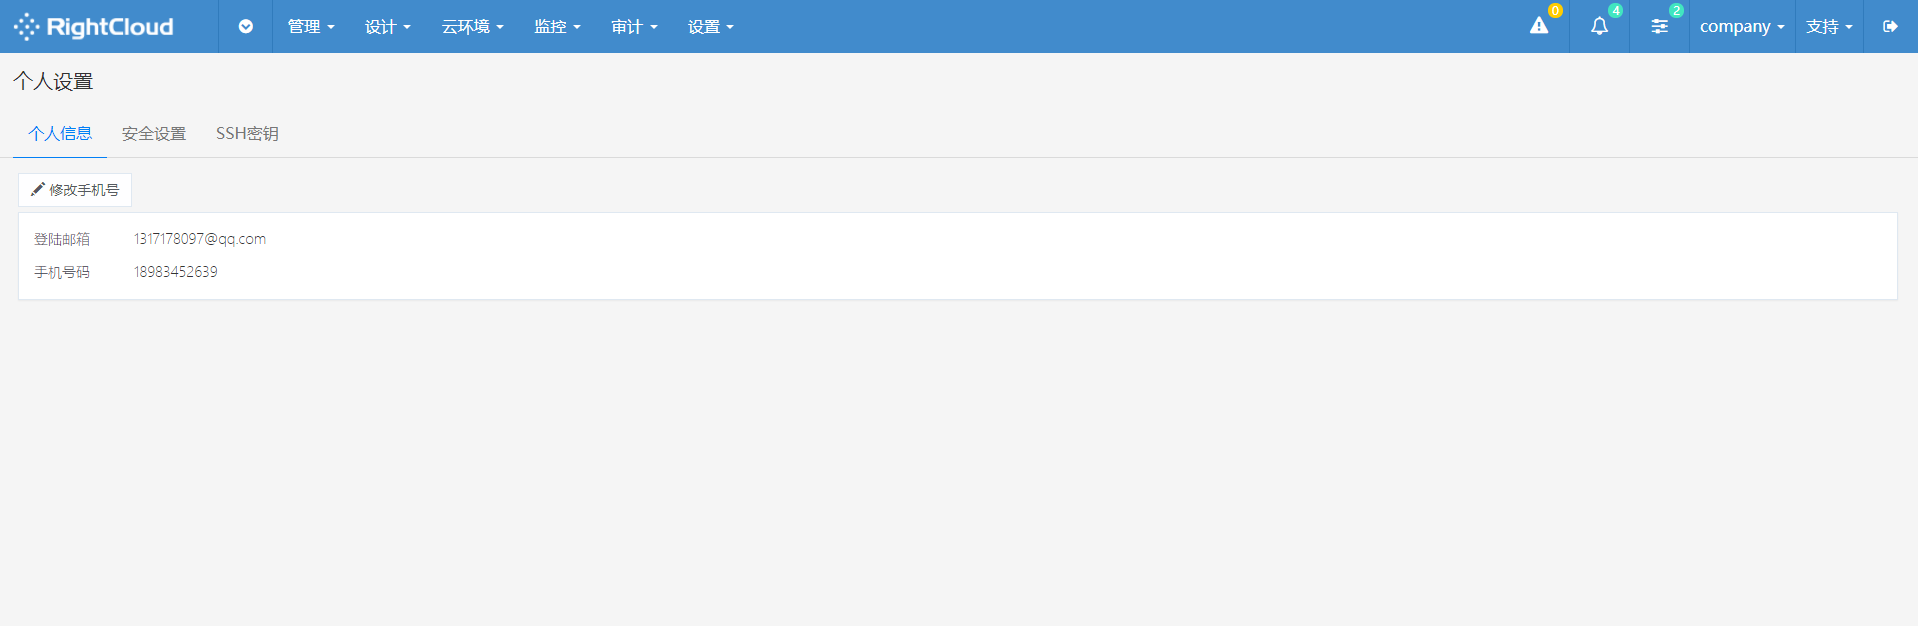 RightCloud 管理 设计 云环境 监控 审计 设置 0 4 2 company 支持
个人设置
个人信息 安全设置 SSH密钥
修改手机号
登陆邮箱 1317178097@qq.com
手机号码 18983452639